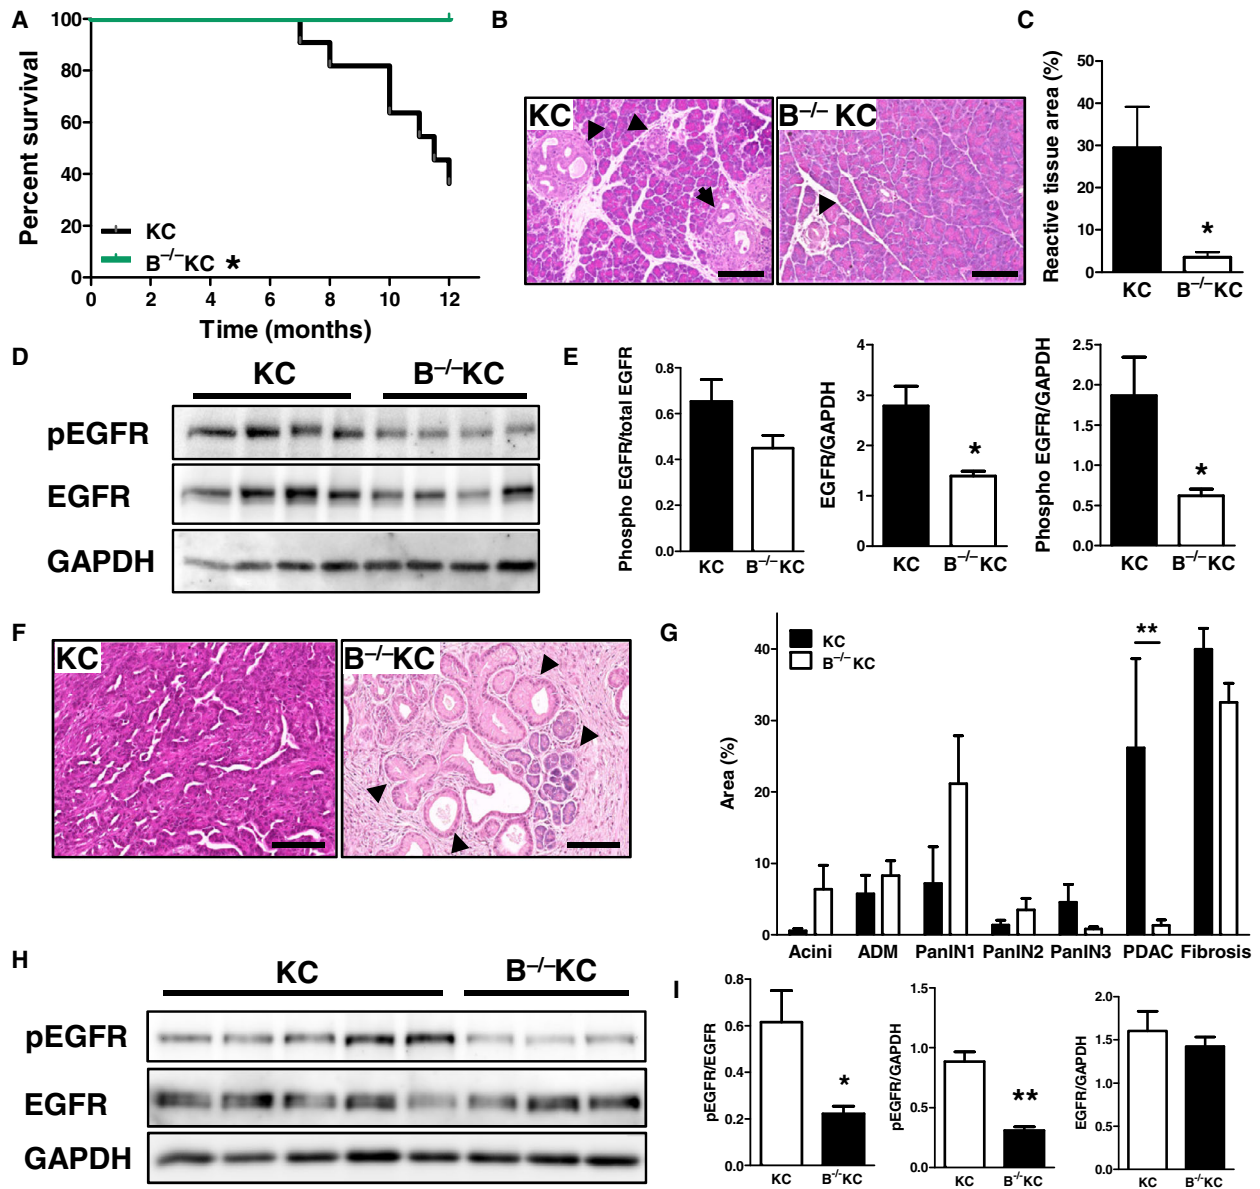 A
100
80
60
40
20
0
Percent survival
KC
B⁻/⁻KC *
0 2 4 6 8 10 12
Time (months)
B
KC
B⁻/⁻ KC
C
Reactive tissue area (%)
50
40
30
20
10
0
*
KC B⁻/⁻KC
D
KC B⁻/⁻KC
pEGFR
EGFR
GAPDH
E
Phospho EGFR/total EGFR
0.8
0.6
0.4
0.2
0.0
KC B⁻/⁻KC
EGFR/GAPDH
4
3
2
1
0
*
KC B⁻/⁻KC
Phospho EGFR/GAPDH
2.5
2.0
1.5
1.0
0.5
0.0
*
KC B⁻/⁻KC
F
KC
B⁻/⁻KC
G
KC
B⁻/⁻KC
Area (%)
40
30
20
10
0
**
Acini ADM PanIN1 PanIN2 PanIN3 PDAC Fibrosis
H
KC B⁻/⁻KC
pEGFR
EGFR
GAPDH
I
pEGFR/EGFR
0.8
0.6
0.4
0.2
0.0
*
KC B⁻/⁻KC
pEGFR/GAPDH
1.5
1.0
0.5
0.0
**
KC B⁻/⁻KC
EGFR/GAPDH
2.0
1.5
1.0
0.5
0.0
KC B⁻/⁻KC